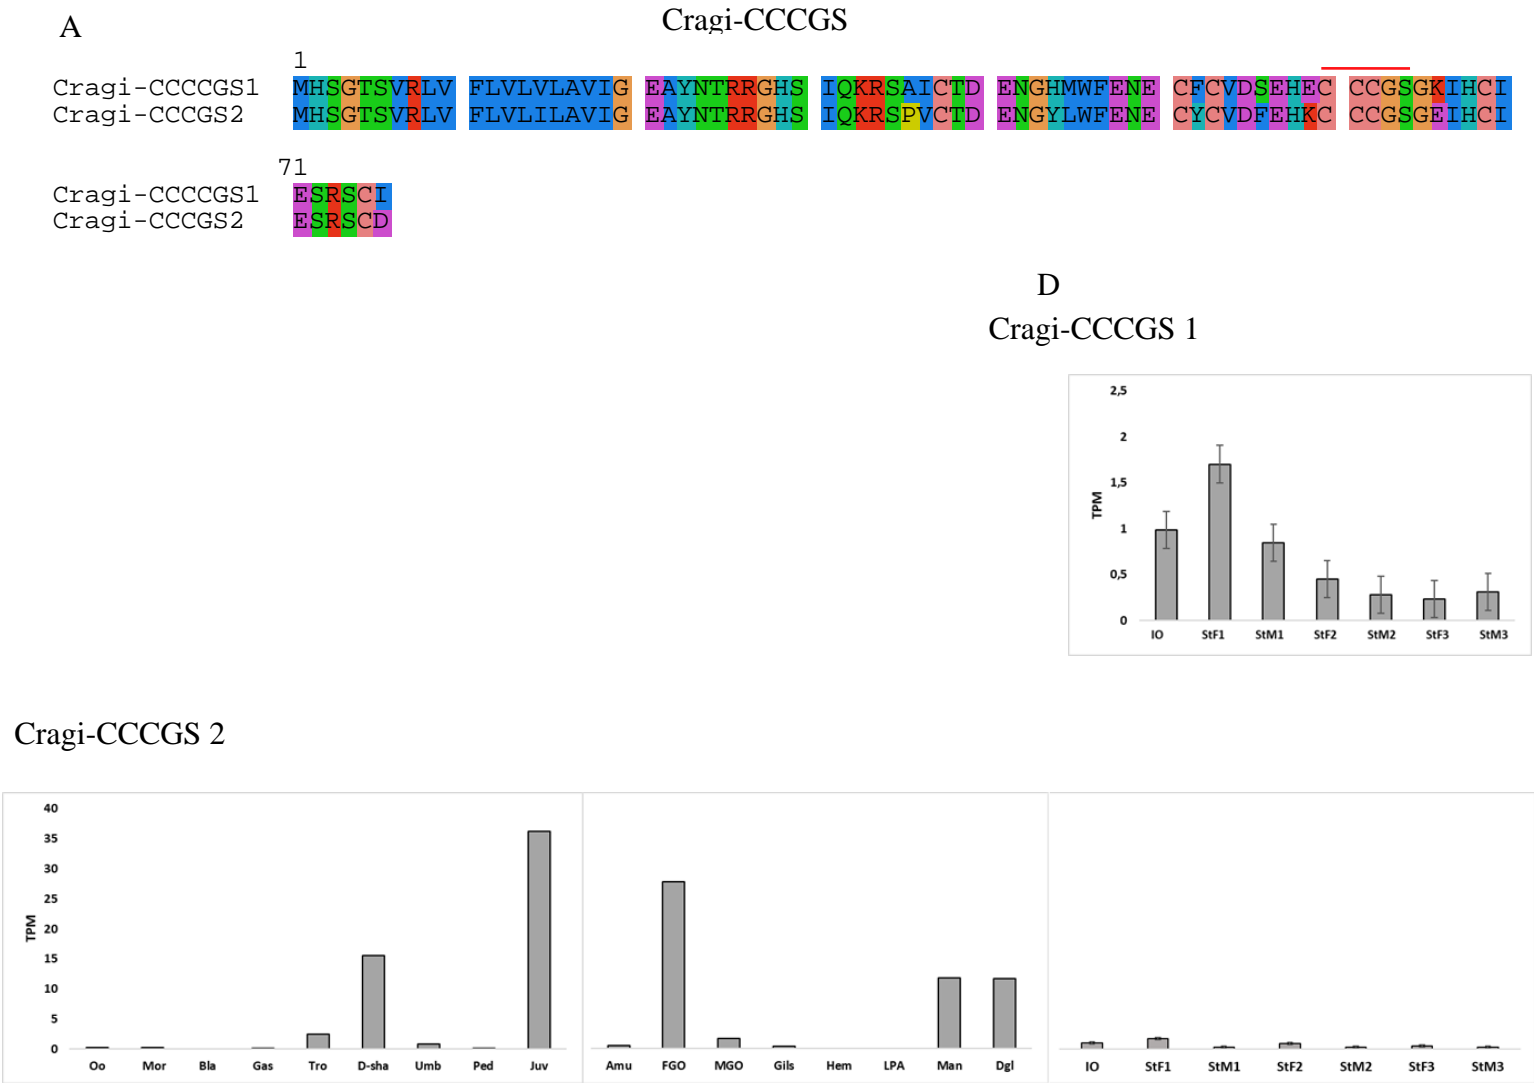 A
Cragi-CCCGS
1
Cragi-CCCCGS1 MHSGTSVRLV FLVLVLAVIG EAYNTRRGHS IQKRSAICTD ENGHMWFENE CFCVDSEHEC CCGSGKIHCI
Cragi-CCCGS2 MHSGTSVRLV FLVLILAVIG EAYNTRRGHS IQKRSPVCTD ENGYLWFENE CYCVDFEHKC CCGSGEIHCI
71
Cragi-CCCCGS1 ESRSCI
Cragi-CCCGS2 ESRSCD
D
Cragi-CCCGS 1
2,5
2
1,5
1
0,5
0
TPM
IO StF1 StM1 StF2 StM2 StF3 StM3
Cragi-CCCGS 2
40
35
30
25
20
15
10
5
0
TPM
Oo Mor Bla Gas Tro D-sha Umb Ped Juv
Amu FGO MGO Gils Hem LPA Man Dgl
IO StF1 StM1 StF2 StM2 StF3 StM3